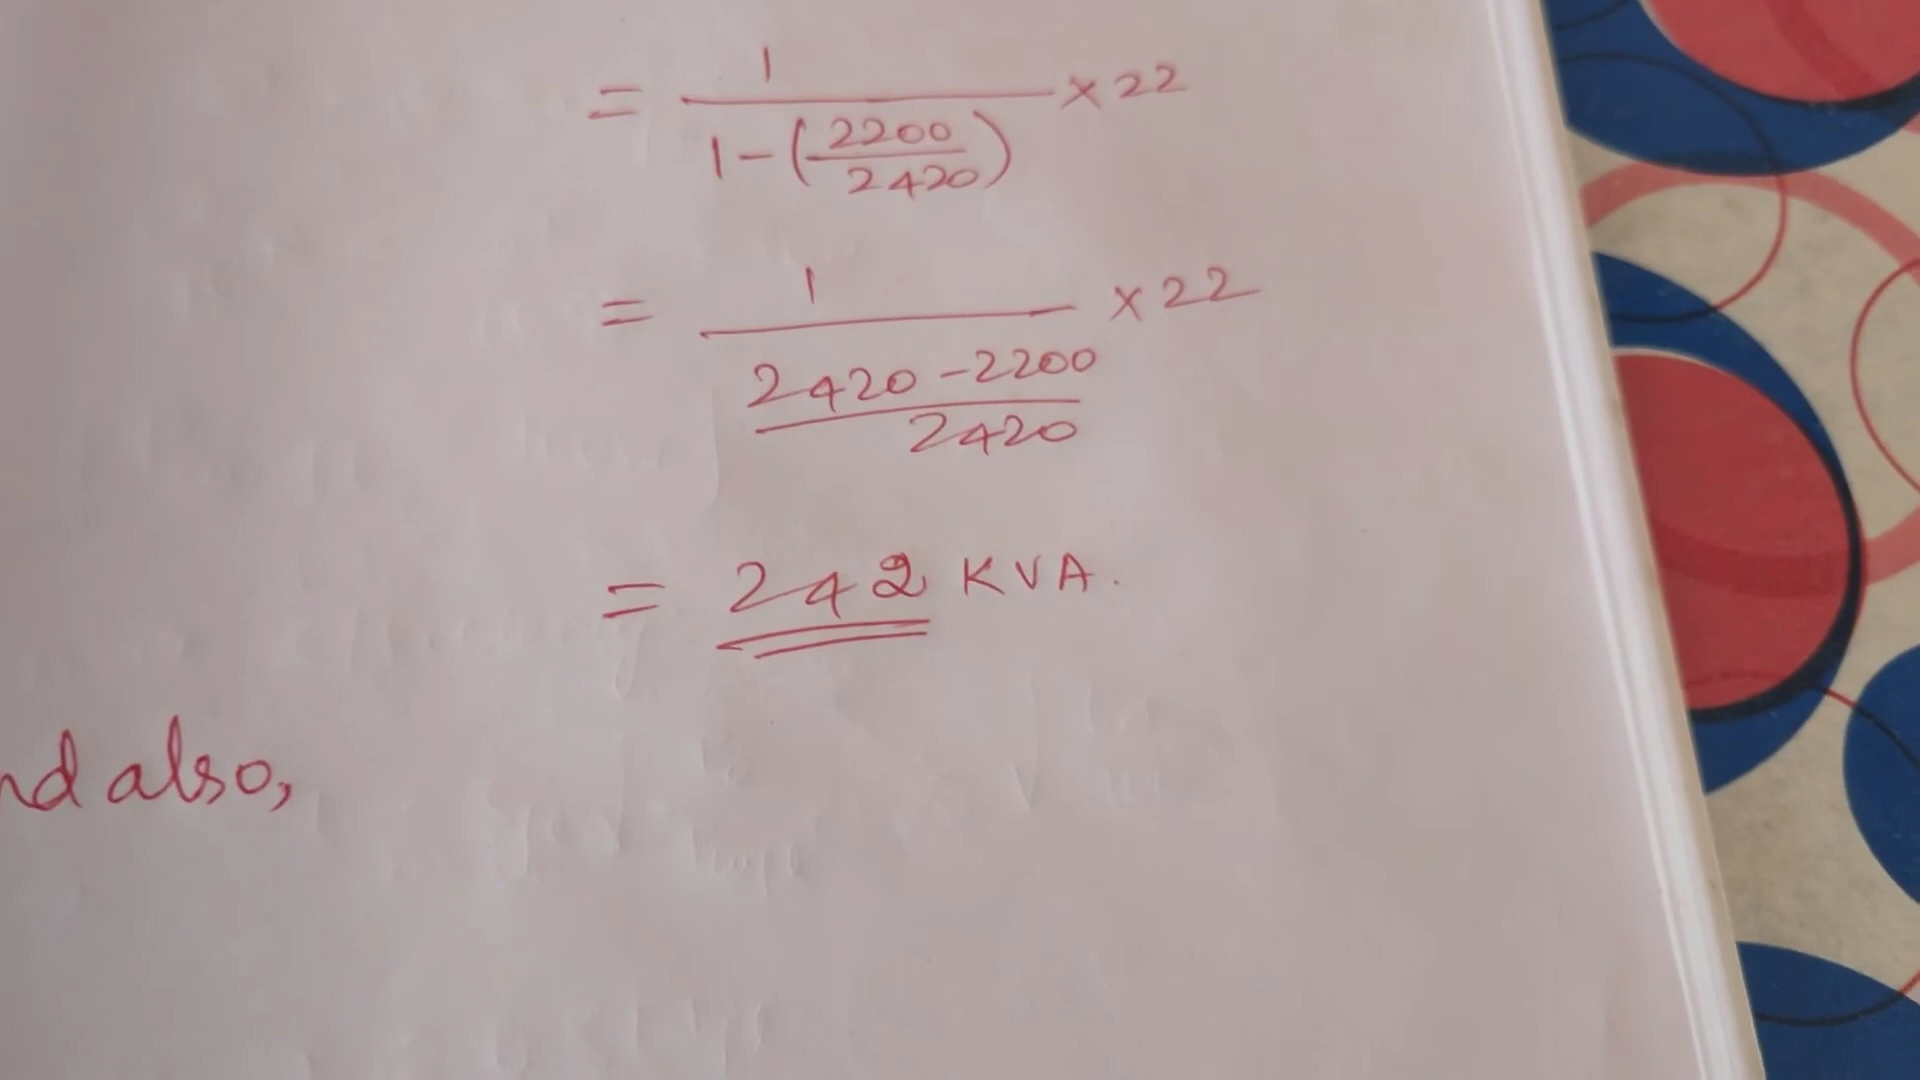 = 1 / 1 - (2200 / 2420) × 22
= 1 / 2420 - 2200 / 2420 × 22
= 242 KVA.
nd also,